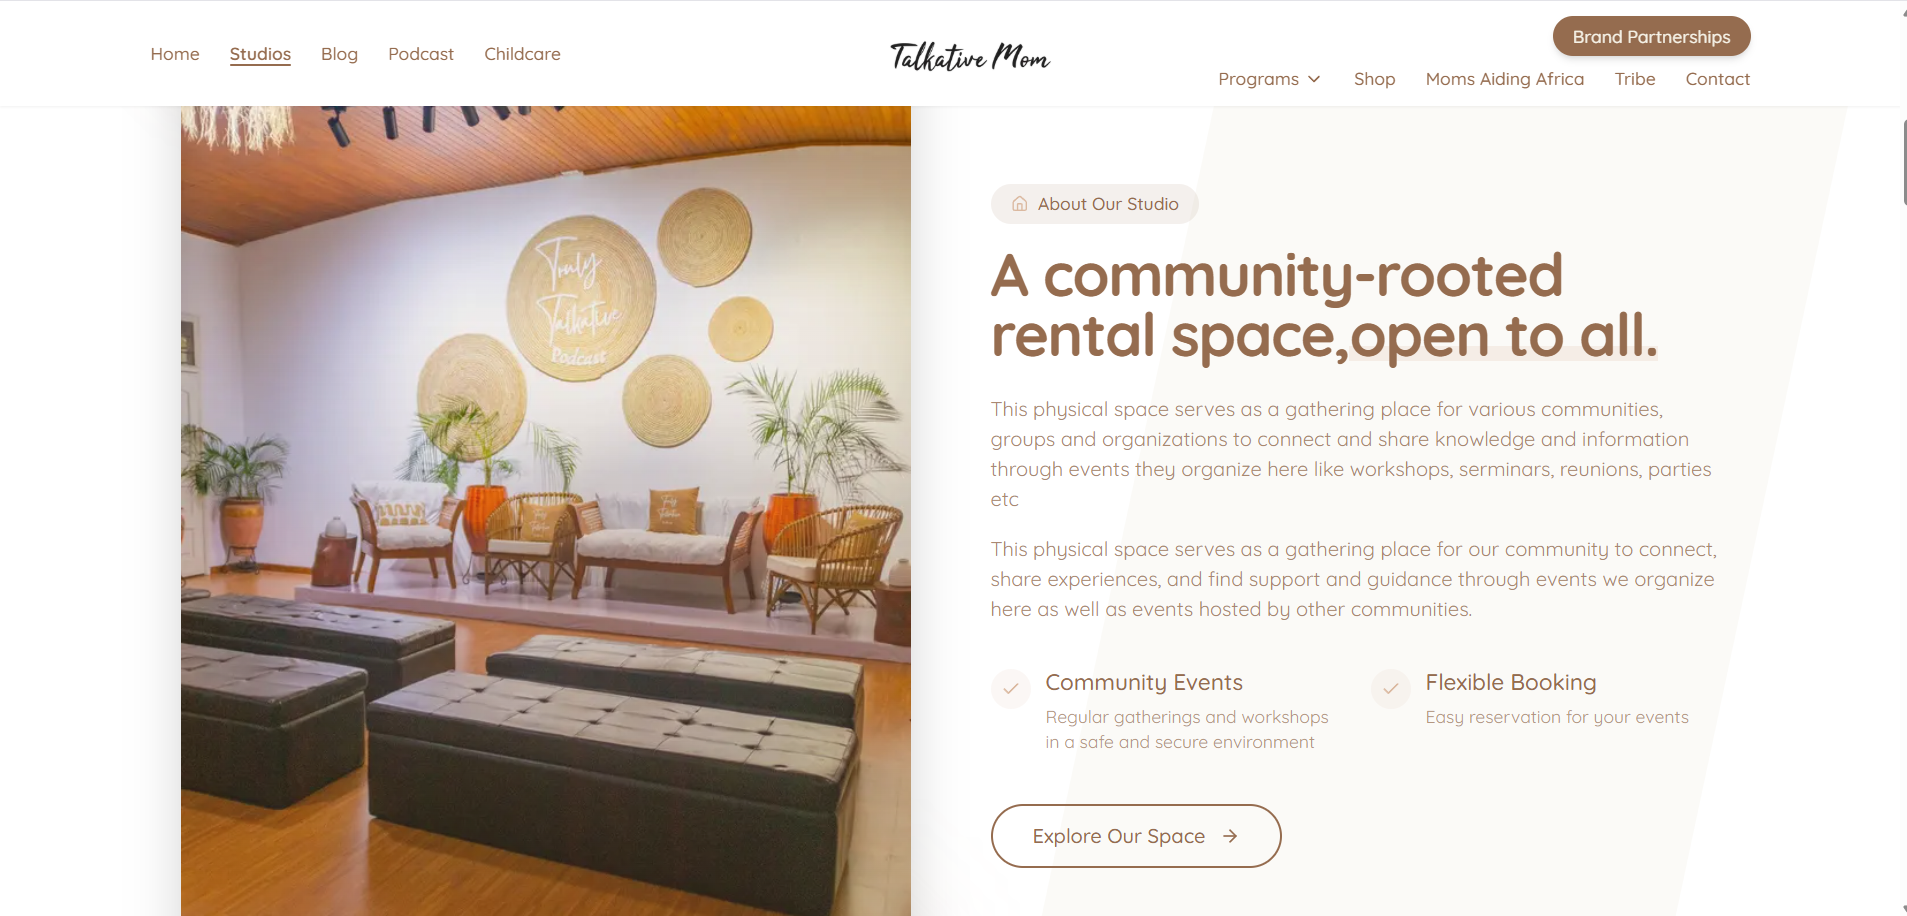 Home Studios Blog Podcast Childcare
Talkative Mom
Brand Partnerships
Programs Shop Moms Aiding Africa Tribe Contact
Truly
Talkative
Podcast
About Our Studio
A community-rooted
rental space,open to all.
This physical space serves as a gathering place for various communities,
groups and organizations to connect and share knowledge and information
through events they organize here like workshops, serminars, reunions, parties
etc
This physical space serves as a gathering place for our community to connect,
share experiences, and find support and guidance through events we organize
here as well as events hosted by other communities.
Community Events
Regular gatherings and workshops
in a safe and secure environment
Flexible Booking
Easy reservation for your events
Explore Our Space